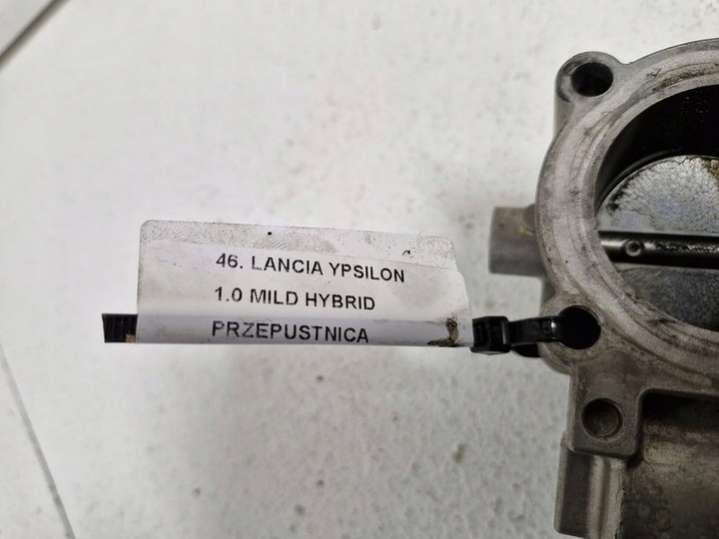 46. LANCIA YPSILON
1.0 MILD HYBRID
PRZEPUSTNICA